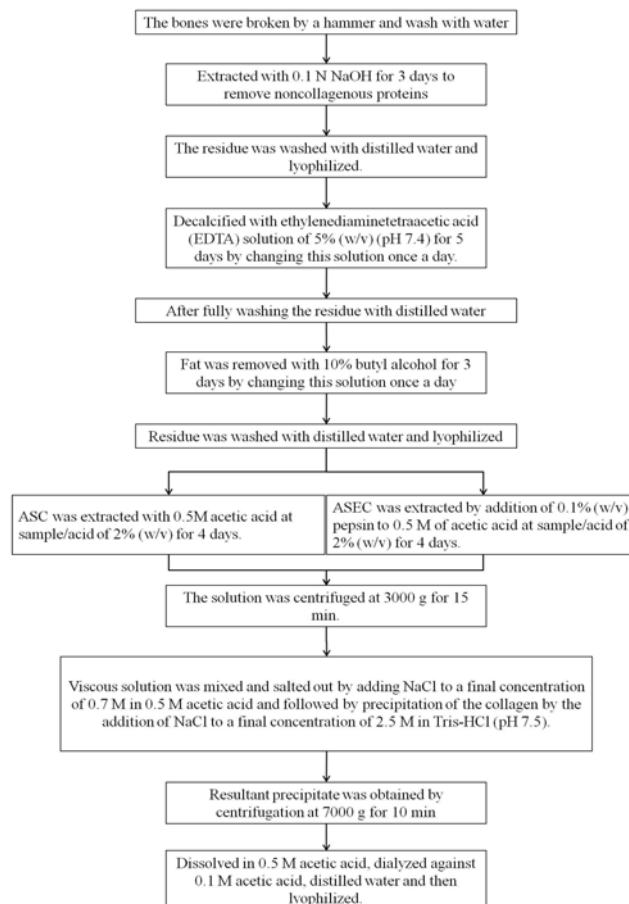 The bones were broken by a hammer and wash with water
Extracted with 0.1 N NaOH for 3 days to
remove noncollagenous proteins
The residue was washed with distilled water and
lyophilized.
Decalcified with ethylenediaminetetraacetic acid
(EDTA) solution of 5% (w/v) (pH 7.4) for 5
days by changing this solution once a day.
After fully washing the residue with distilled water
Fat was removed with 10% butyl alcohol for 3
days by changing this solution once a day
Residue was washed with distilled water and lyophilized
ASC was extracted with 0.5M acetic acid at
sample/acid of 2% (w/v) for 4 days.
ASEC was extracted by addition of 0.1% (w/v)
pepsin to 0.5 M of acetic acid at sample/acid of
2% (w/v) for 4 days.
The solution was centrifuged at 3000 g for 15
min.
Viscous solution was mixed and salted out by adding NaCl to a final concentration
of 0.7 M in 0.5 M acetic acid and followed by precipitation of the collagen by the
addition of NaCl to a final concentration of 2.5 M in Tris-HCl (pH 7.5).
Resultant precipitate was obtained by
centrifugation at 7000 g for 10 min
Dissolved in 0.5 M acetic acid, dialyzed against
0.1 M acetic acid, distilled water and then
lyophilized.